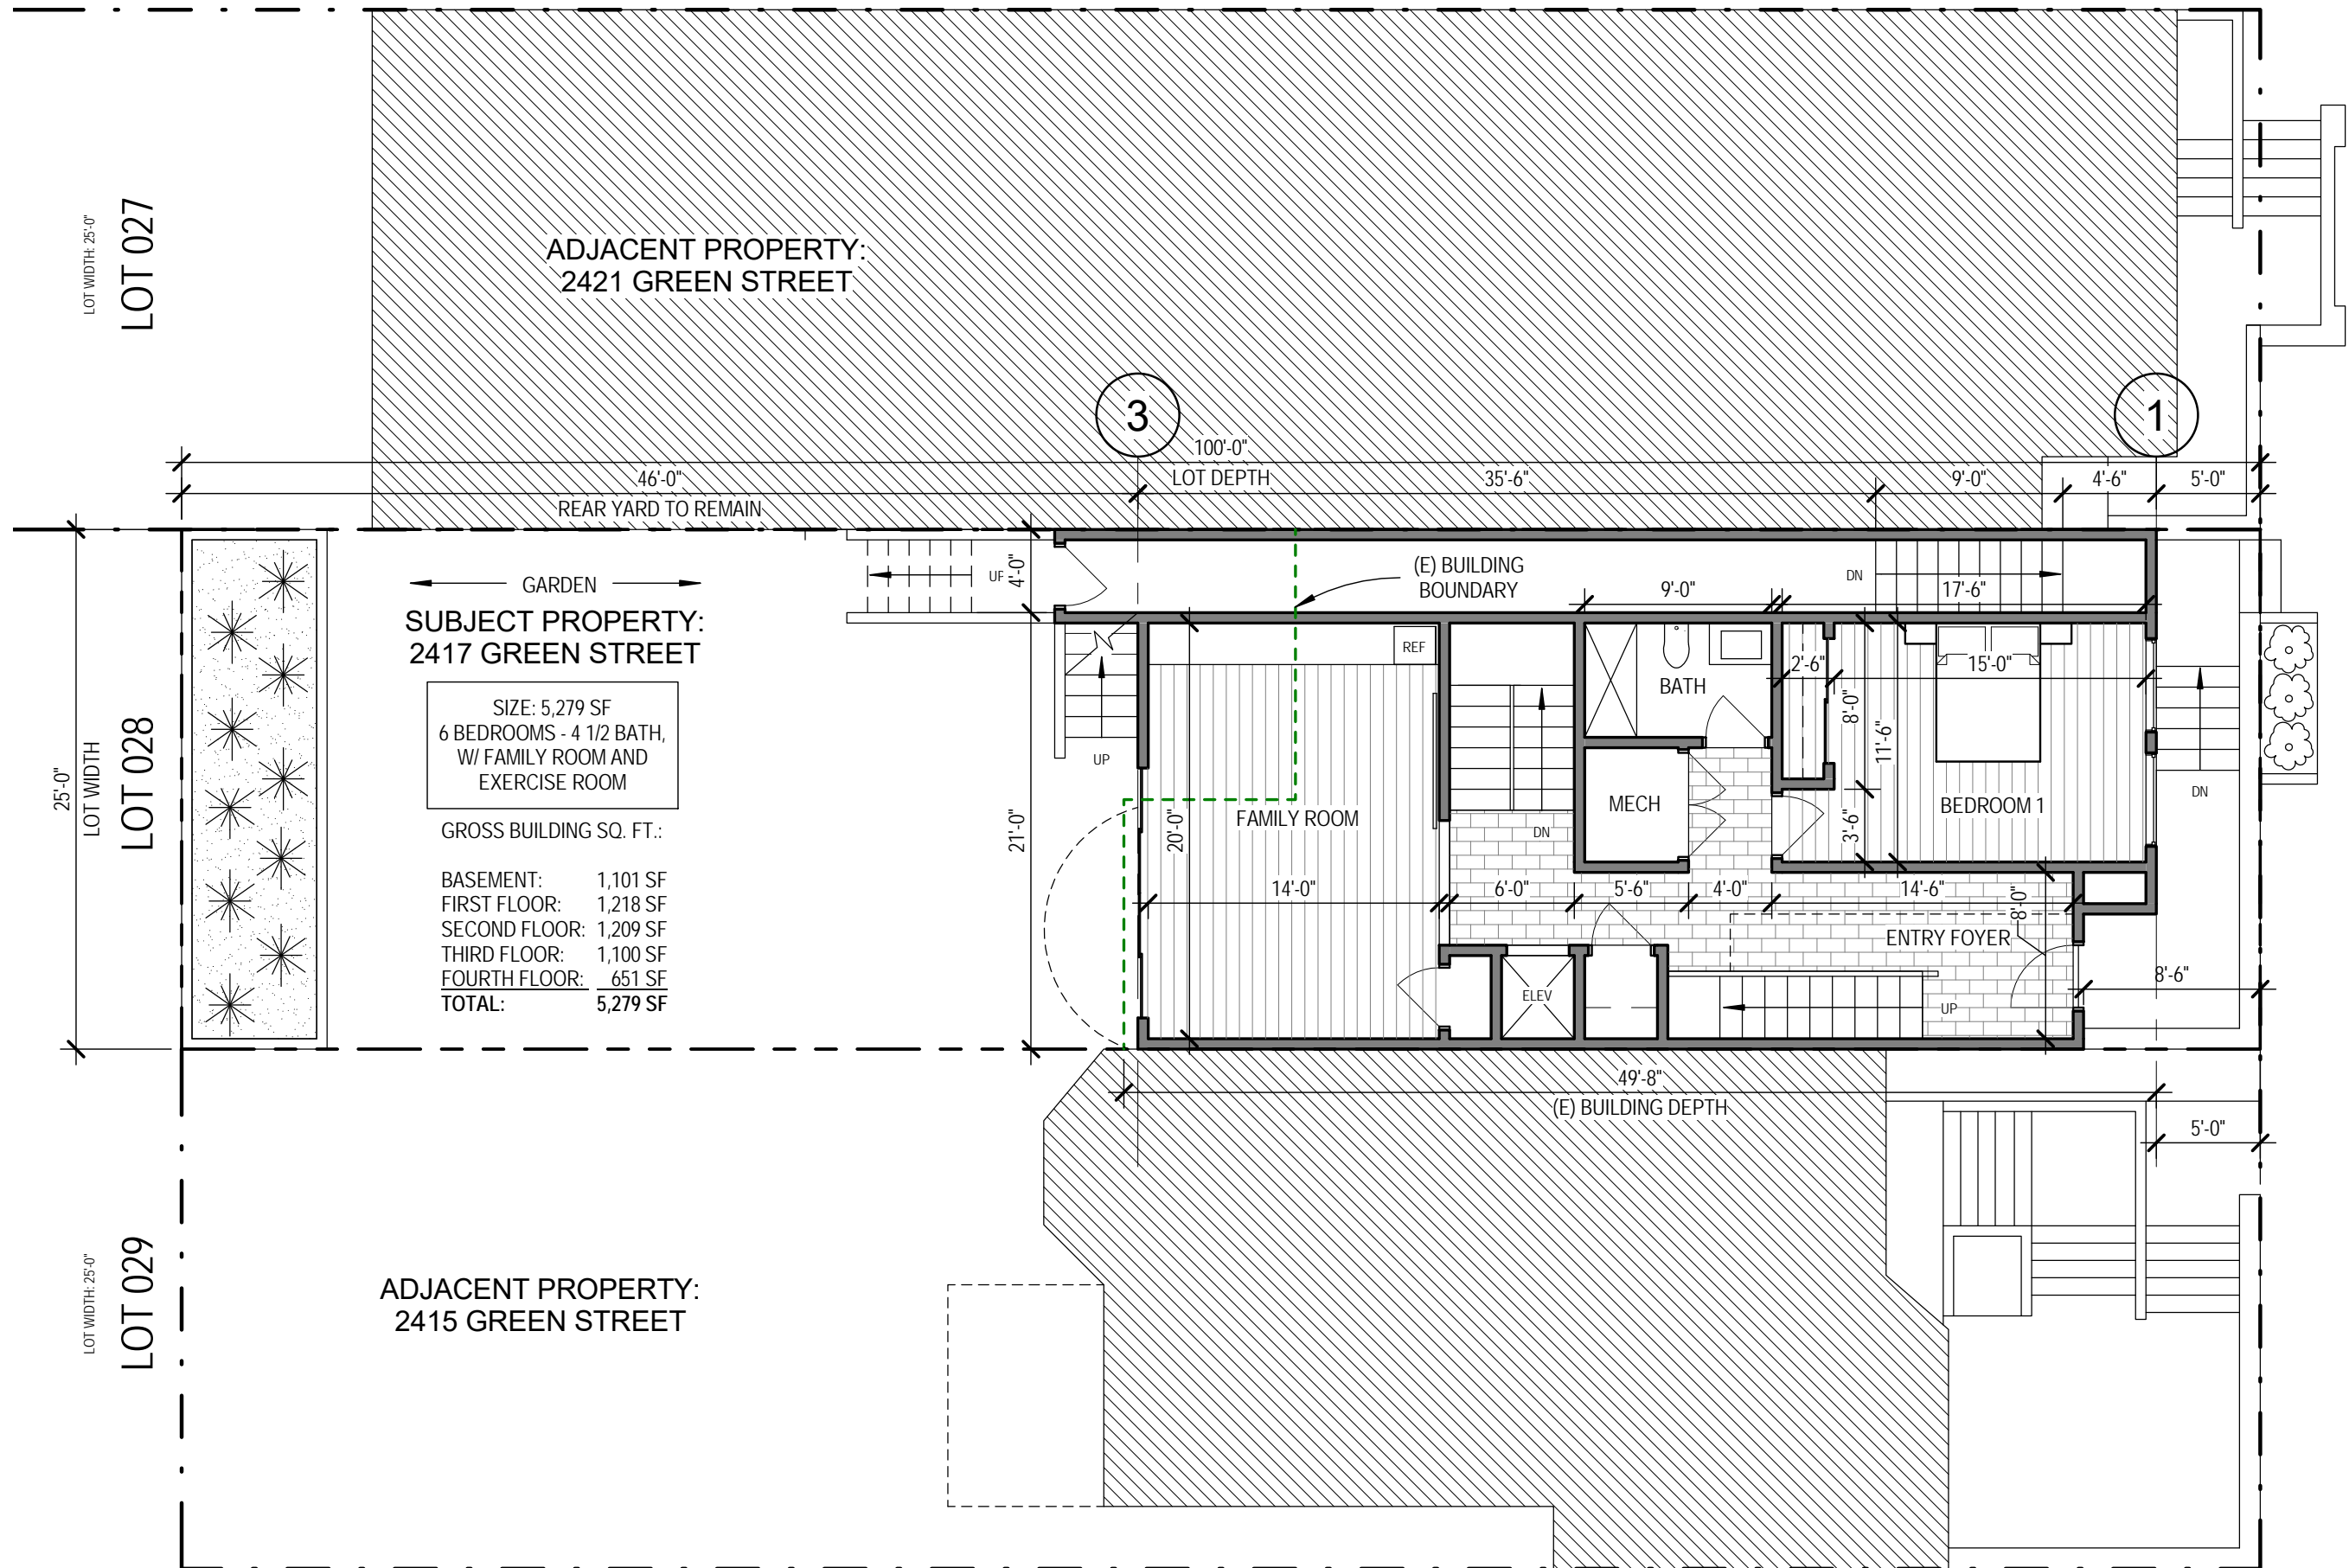 LOT WIDTH: 25'-0"
LOT 027
ADJACENT PROPERTY:
2421 GREEN STREET
3
1
100'-0"
LOT DEPTH
46'-0"
REAR YARD TO REMAIN
35'-6"
9'-0"
4'-6"
5'-0"
25'-0"
LOT WIDTH
LOT 028
GARDEN
SUBJECT PROPERTY:
2417 GREEN STREET
SIZE: 5,279 SF
6 BEDROOMS - 4 1/2 BATH,
W/ FAMILY ROOM AND
EXERCISE ROOM
GROSS BUILDING SQ. FT.:
BASEMENT: 1,101 SF
FIRST FLOOR: 1,218 SF
SECOND FLOOR: 1,209 SF
THIRD FLOOR: 1,100 SF
FOURTH FLOOR: 651 SF
TOTAL: 5,279 SF
4'-0"
21'-0"
UP
(E) BUILDING
BOUNDARY
9'-0"
DN
17'-6"
REF
BATH
2'-6"
15'-0"
8'-0"
11'-6"
3'-6"
MECH
BEDROOM 1
DN
FAMILY ROOM
20'-0"
DN
14'-0"
6'-0"
5'-6"
4'-0"
14'-6"
8'-0"
ENTRY FOYER
ELEV
UP
8'-6"
49'-8"
(E) BUILDING DEPTH
5'-0"
LOT WIDTH: 25'-0"
LOT 029
ADJACENT PROPERTY:
2415 GREEN STREET